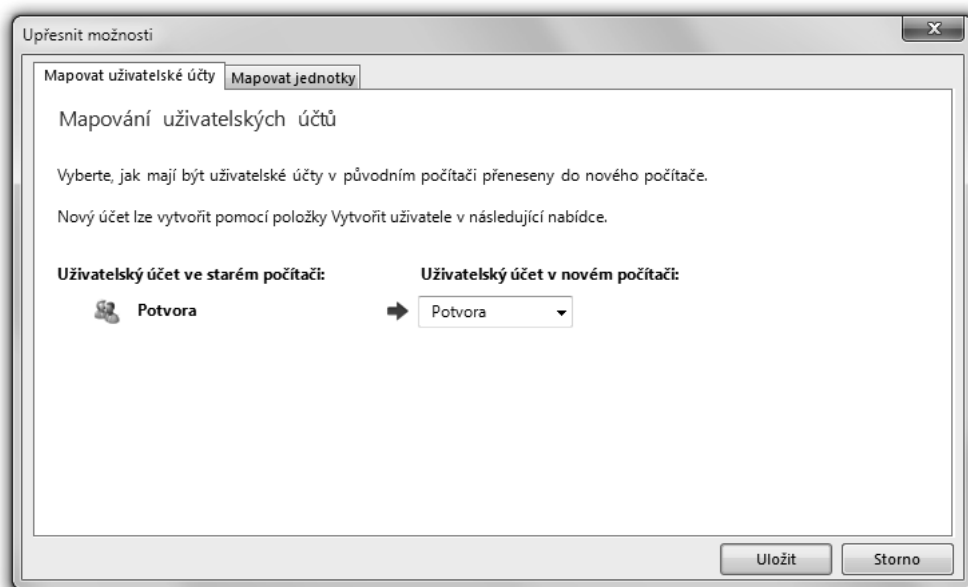 Upřesnit možnosti
Mapovat uživatelské účty
Mapovat jednotky
Mapování uživatelských účtů
Vyberte, jak mají být uživatelské účty v původním počítači přeneseny do nového počítače.
Nový účet lze vytvořit pomocí položky Vytvořit uživatele v následující nabídce.
Uživatelský účet ve starém počítači:
Uživatelský účet v novém počítači:
Potvora
Potvora
Uložit
Storno